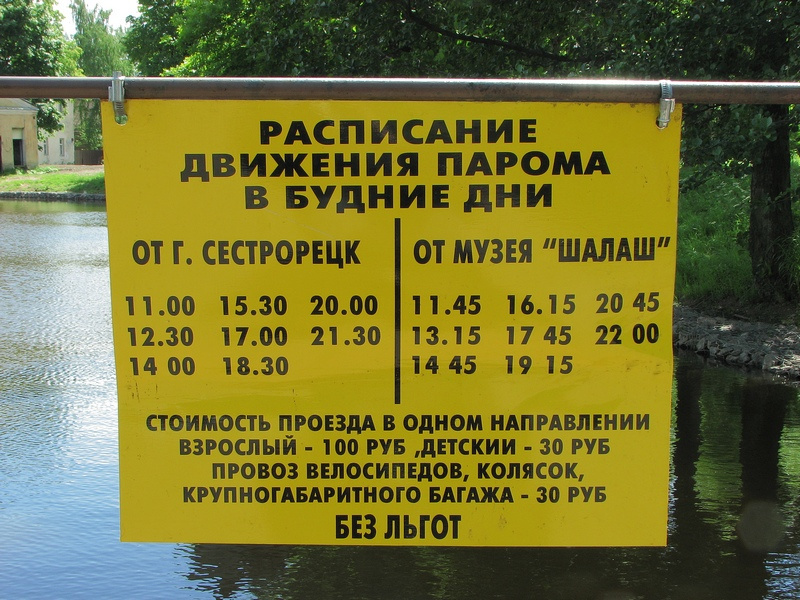 РАСПИСАНИЕ
ДВИЖЕНИЯ ПАРОМА
В БУДНИЕ ДНИ
ОТ Г. СЕСТРОРЕЦК
11.00 15.30 20.00
12.30 17.00 21.30
14 00 18.30
ОТ МУЗЕЯ “ШАЛАШ”
11.45 16.15 20 45
13.15 17 45 22 00
14 45 19 15
СТОИМОСТЬ ПРОЕЗДА В ОДНОМ НАПРАВЛЕНИИ
ВЗРОСЛЫЙ - 100 РУБ ,ДЕТСКИИ - 30 РУБ
ПРОВОЗ ВЕЛОСИПЕДОВ, КОЛЯСОК,
КРУПНОГАБАРИТНОГО БАГАЖА - 30 РУБ
БЕЗ ЛЬГОТ